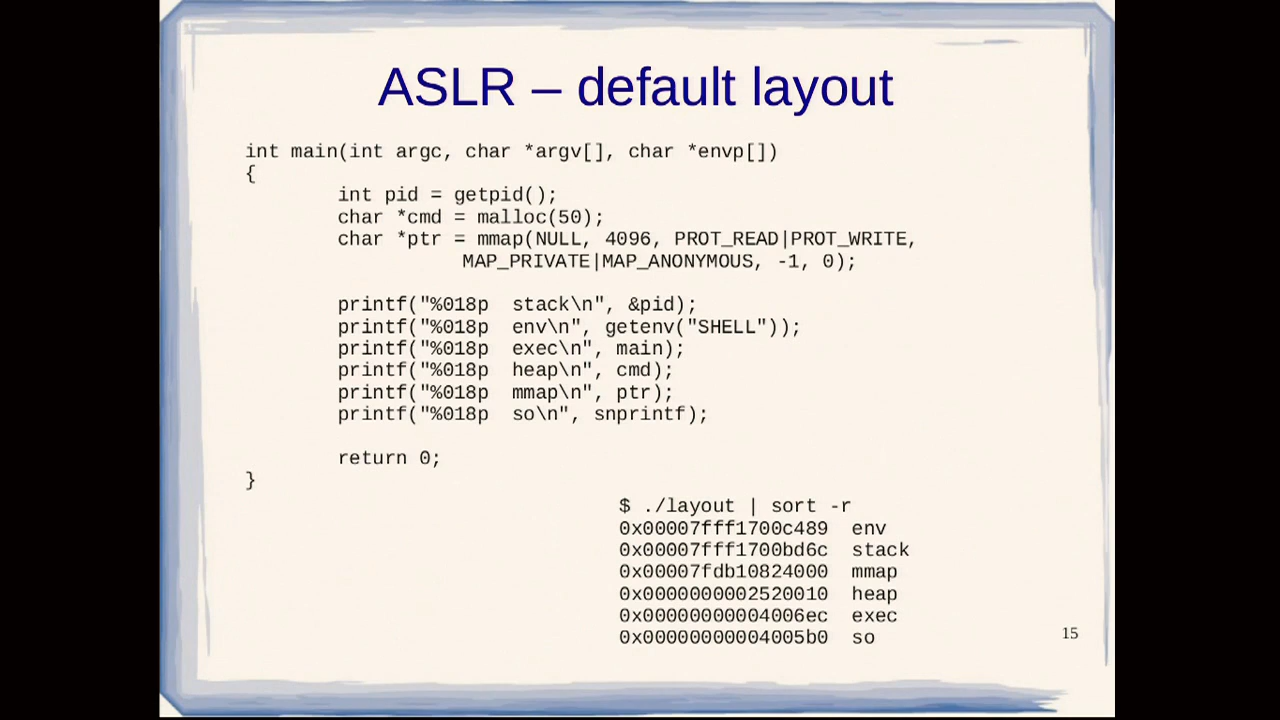 ASLR – default layout
int main(int argc, char *argv[], char *envp[])
{
int pid = getpid();
char *cmd = malloc(50);
char *ptr = mmap(NULL, 4096, PROT_READ|PROT_WRITE,
MAP_PRIVATE|MAP_ANONYMOUS, -1, 0);
printf("%018p  stack\n", &pid);
printf("%018p  env\n", getenv("SHELL"));
printf("%018p  exec\n", main);
printf("%018p  heap\n", cmd);
printf("%018p  mmap\n", ptr);
printf("%018p  so\n", snprintf);
return 0;
}
$ ./layout | sort -r
0x00007fff1700c489  env
0x00007fff1700bd6c  stack
0x00007fdb10824000  mmap
0x0000000002520010  heap
0x00000000004006ec  exec
0x00000000004005b0  so
15